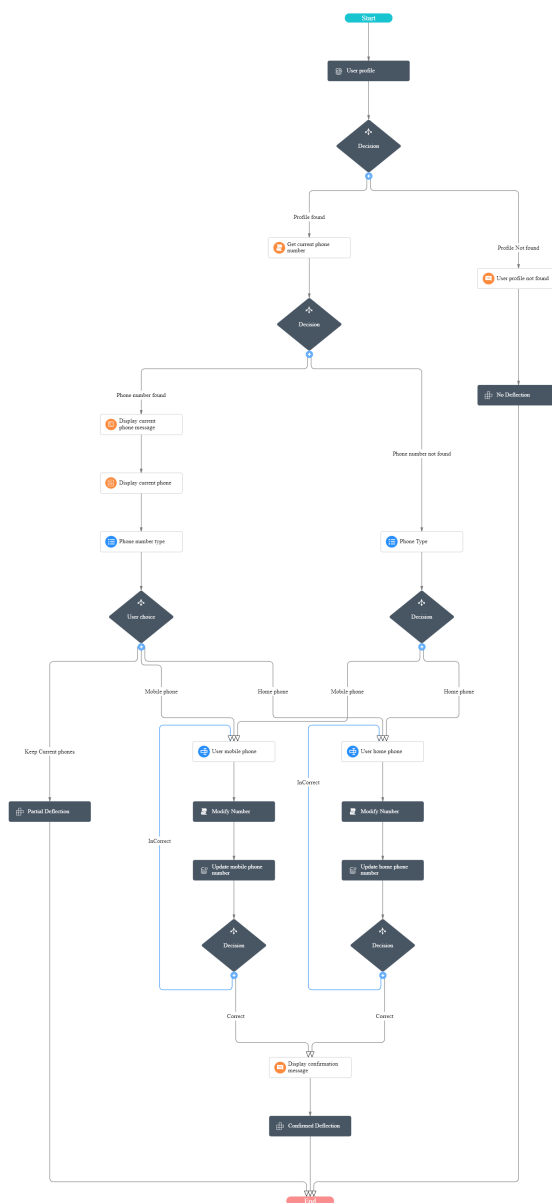 Start
User profile
Decision
Profile found
Profile Not found
Get current phone
number
User profile not found
Decision
No Deflection
Phone number found
Display current
phone message
Phone number not found
Display current phone
Phone number type
Phone Type
User choice
Decision
Mobile phone
Home phone
Mobile phone
Home phone
Keep Current phones
User mobile phone
User home phone
InCorrect
Partial Deflection
Modify Number
Modify Number
InCorrect
Update mobile phone
number
Update home phone
number
Decision
Decision
Correct
Correct
Display confirmation
message
Confirmed Deflection
End